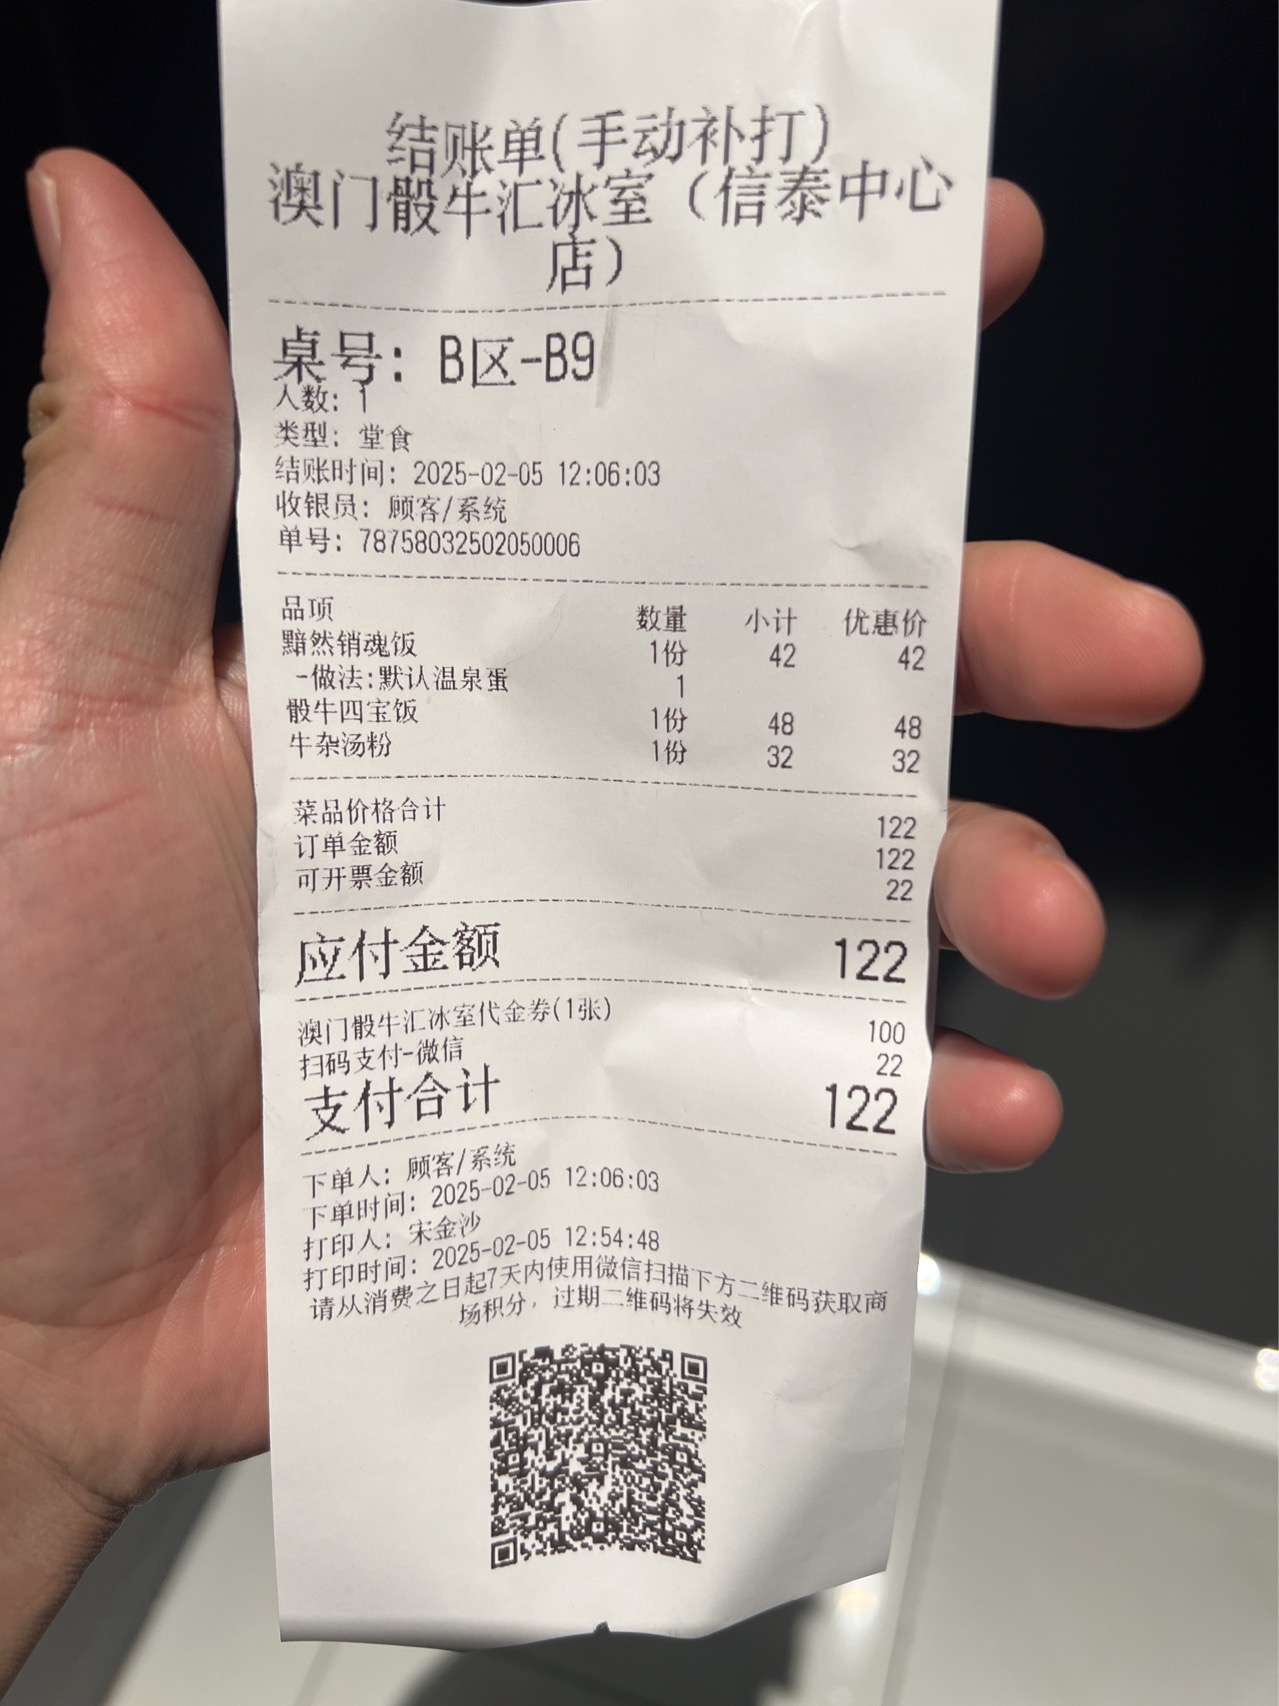 结账单(手动补打)
澳门骰牛汇冰室（信泰中心
店）
桌号: B区-B9
人数: 1
类型: 堂食
结账时间: 2025-02-05 12:06:03
收银员: 顾客/系统
单号: 78758032502050006
品项 数量 小计 优惠价
黯然销魂饭 1份 42 42
-做法:默认温泉蛋 1
骰牛四宝饭 1份 48 48
牛杂汤粉 1份 32 32
菜品价格合计 122
订单金额 122
可开票金额 22
应付金额 122
澳门骰牛汇冰室代金券(1张) 100
扫码支付-微信 22
支付合计 122
下单人: 顾客/系统
下单时间: 2025-02-05 12:06:03
打印人: 宋金沙
打印时间: 2025-02-05 12:54:48
请从消费之日起7天内使用微信扫描下方二维码获取商
场积分，过期二维码将失效